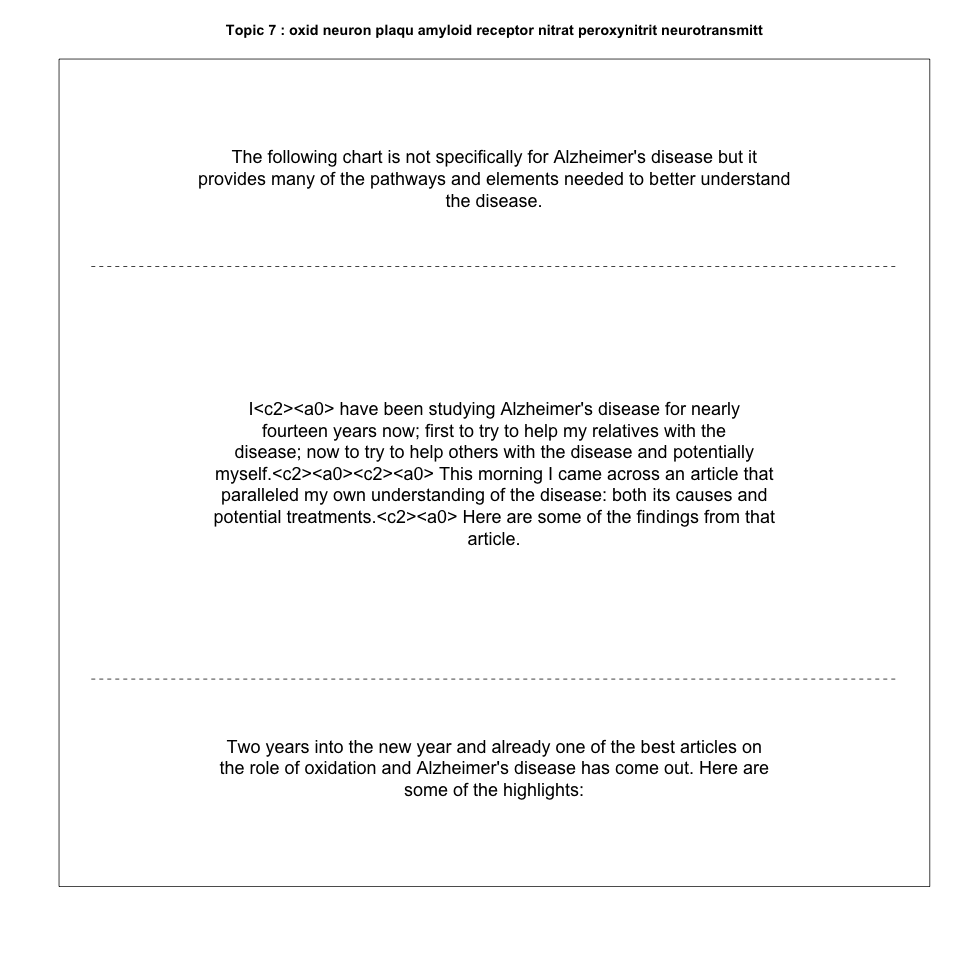 Topic 7 : oxid neuron plaqu amyloid receptor nitrat peroxynitrit neurotransmitt
The following chart is not specifically for Alzheimer's disease but it
provides many of the pathways and elements needed to better understand
the disease.
I<c2><a0> have been studying Alzheimer's disease for nearly
fourteen years now; first to try to help my relatives with the
disease; now to try to help others with the disease and potentially
myself.<c2><a0><c2><a0> This morning I came across an article that
paralleled my own understanding of the disease: both its causes and
potential treatments.<c2><a0> Here are some of the findings from that
article.
Two years into the new year and already one of the best articles on
the role of oxidation and Alzheimer's disease has come out. Here are
some of the highlights: